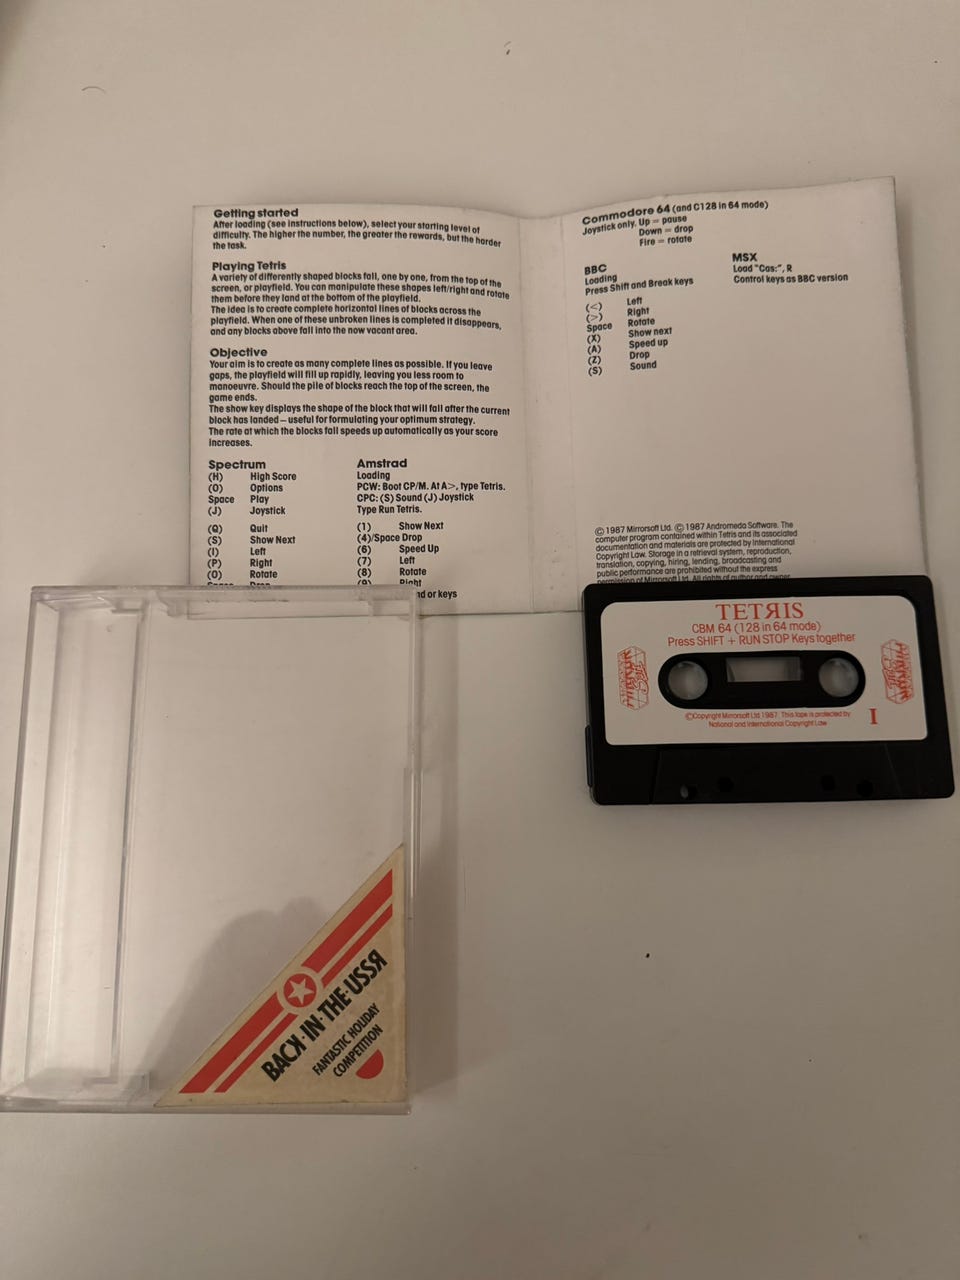 Getting started
After loading (see instructions below), select your starting level of
difficulty. The higher the number, the greater the rewards, but the harder
the task.
Playing Tetris
A variety of differently shaped blocks fall, one by one, from the top of the
screen, or playfield. You can manipulate these shapes left/right and rotate
them before they land at the bottom of the playfield.
The idea is to create complete horizontal lines of blocks across the
playfield. When one of these unbroken lines is completed it disappears,
and any blocks above fall into the now vacant area.
Objective
Your aim is to create as many complete lines as possible. If you leave
gaps, the playfield will fill up rapidly, leaving you less room to
manoeuvre. Should the pile of blocks reach the top of the screen, the
game ends.
The show key displays the shape of the block that will fall after the current
block has landed – useful for formulating your optimum strategy.
The rate at which the blocks fall speeds up automatically as your score
increases.
Spectrum
(H) High Score
(O) Options
Space Play
(J) Joystick
(Q) Quit
(S) Show Next
(I) Left
(P) Right
(O) Rotate
Space Drop
Amstrad
Loading
PCW: Boot CP/M. At A>, type Tetris.
CPC: (S) Sound (J) Joystick
Type Run Tetris.
(1) Show Next
(4)/Space Drop
(6) Speed Up
(7) Left
(8) Rotate
(9) Right
or keys
Commodore 64 (and C128 in 64 mode)
Joystick only. Up = pause
Down = drop
Fire = rotate
BBC
Loading
Press Shift and Break keys
(<) Left
(>) Right
Space Rotate
(X) Show next
(A) Speed up
(Z) Drop
(S) Sound
MSX
Load "Cas:", R
Control keys as BBC version
© 1987 Mirrorsoft Ltd. © 1987 Andromeda Software. The
computer program contained within Tetris and its associated
documentation and materials are protected by International
Copyright Law. Storage in a retrieval system, reproduction,
translation, copying, hiring, lending, broadcasting and
public performance are prohibited without the express
permission of Mirrorsoft Ltd. All rights of author and owner
TETЯIS
CBM 64 (128 in 64 mode)
Press SHIFT + RUN STOP Keys together
©Copyright Mirrorsoft Ltd 1987. This tape is protected by
National and International Copyright Law
I
BACK·IN·THE·USSЯ
FANTASTIC HOLIDAY
COMPETITION